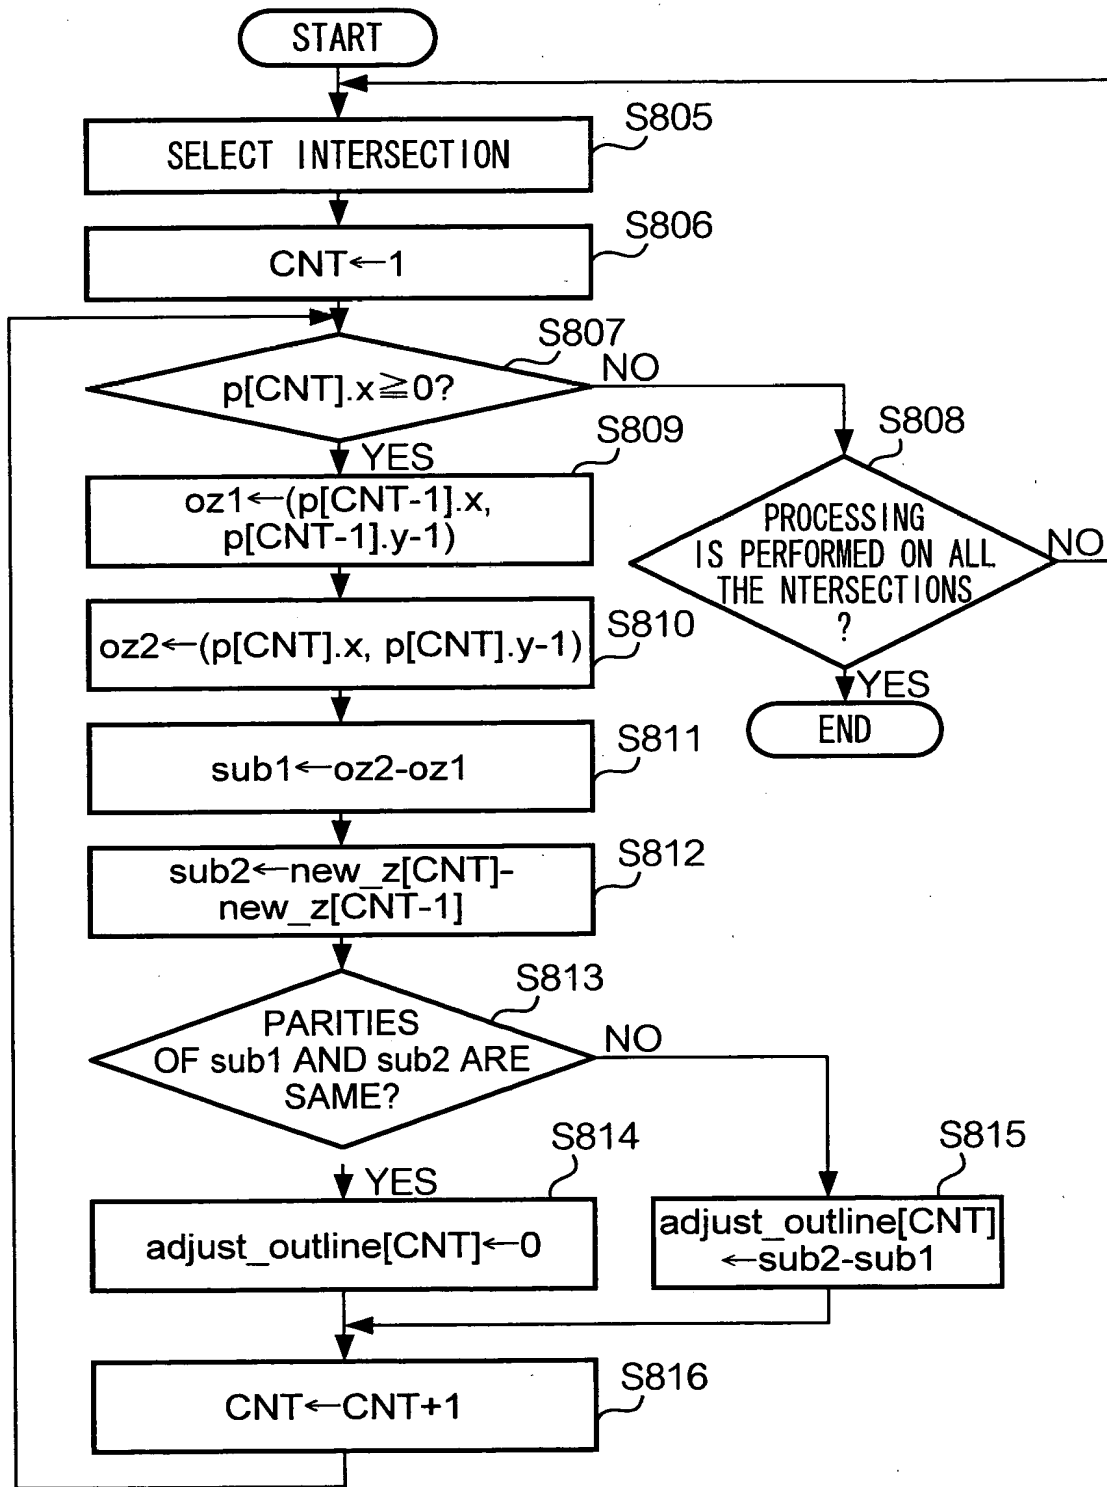 START
S805
SELECT INTERSECTION
S806
CNT←1
S807
p[CNT].x≧0?
NO
S808
PROCESSING
IS PERFORMED ON ALL
THE NTERSECTIONS
?
NO
YES
END
YES
S809
oz1←(p[CNT-1].x,
p[CNT-1].y-1)
S810
oz2←(p[CNT].x, p[CNT].y-1)
S811
sub1←oz2-oz1
S812
sub2←new_z[CNT]-
new_z[CNT-1]
S813
PARITIES
OF sub1 AND sub2 ARE
SAME?
NO
YES
S814
adjust_outline[CNT]←0
S815
adjust_outline[CNT]
←sub2-sub1
S816
CNT←CNT+1